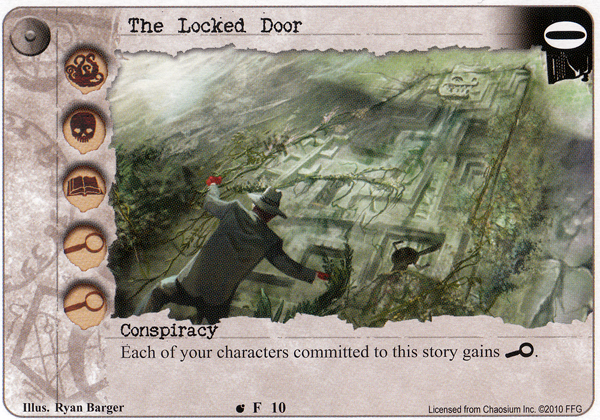 The Locked Door
0
Conspiracy
Each of your characters committed to this story gains .
Illus. Ryan Barger
F 10
Licensed from Chaosium Inc. ©2010 FFG